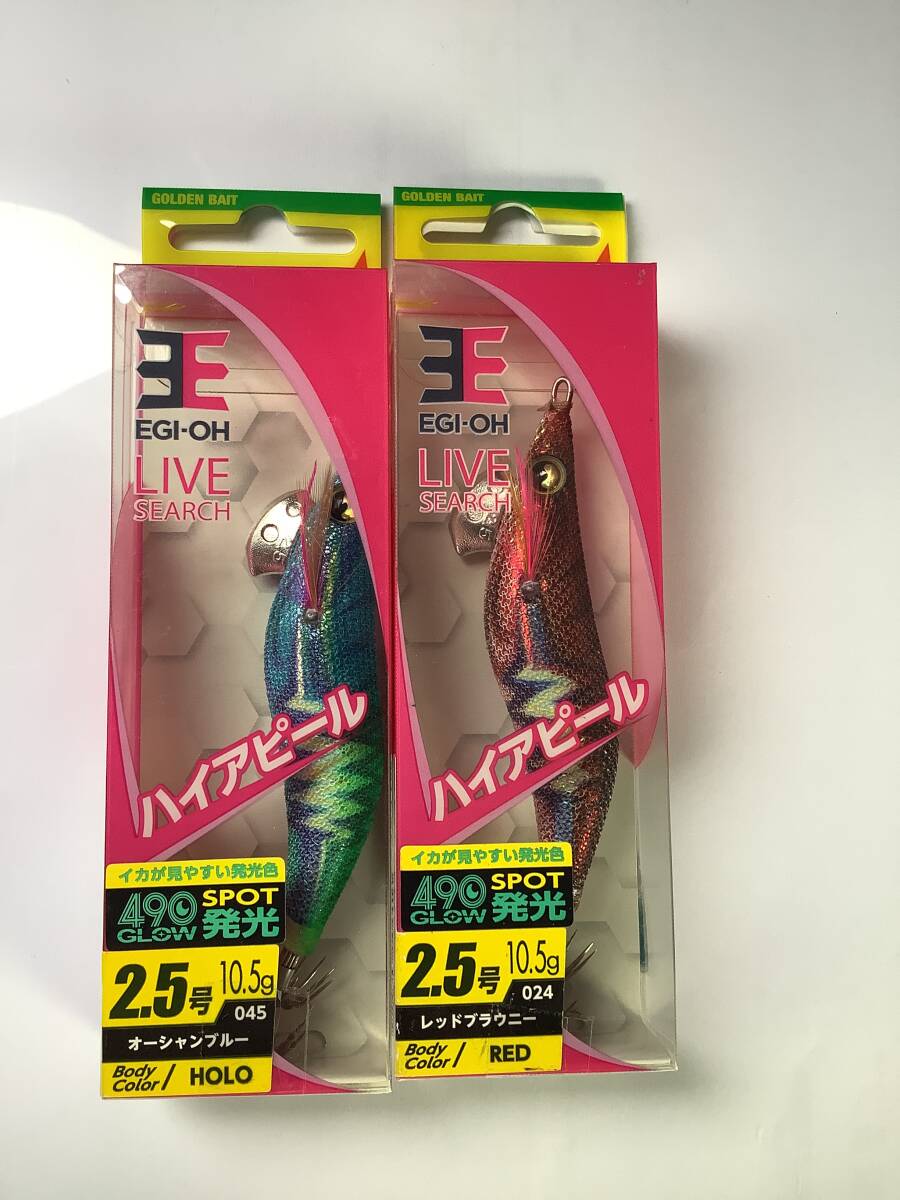 GOLDEN BAIT
EGI-OH
LIVE
SEARCH
ハイアピール
イカが見やすい発光色
490
GLOW
SPOT
発光
2.5号
10.5g
045
オーシャンブルー
Body
Color/
HOLO
GOLDEN BAIT
EGI-OH
LIVE
SEARCH
ハイアピール
イカが見やすい発光色
490
GLOW
SPOT
発光
2.5号
10.5g
024
レッドブラウニー
Body
Color/
RED